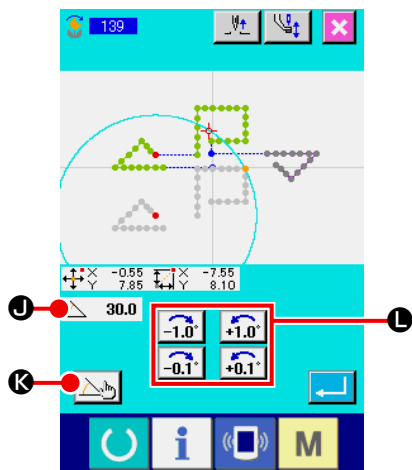 139
X -0.55 X -7.55
Y 7.85 Y 8.10
J 30.0
-1.0° +1.0° L
-0.1° +0.1°
K
i M